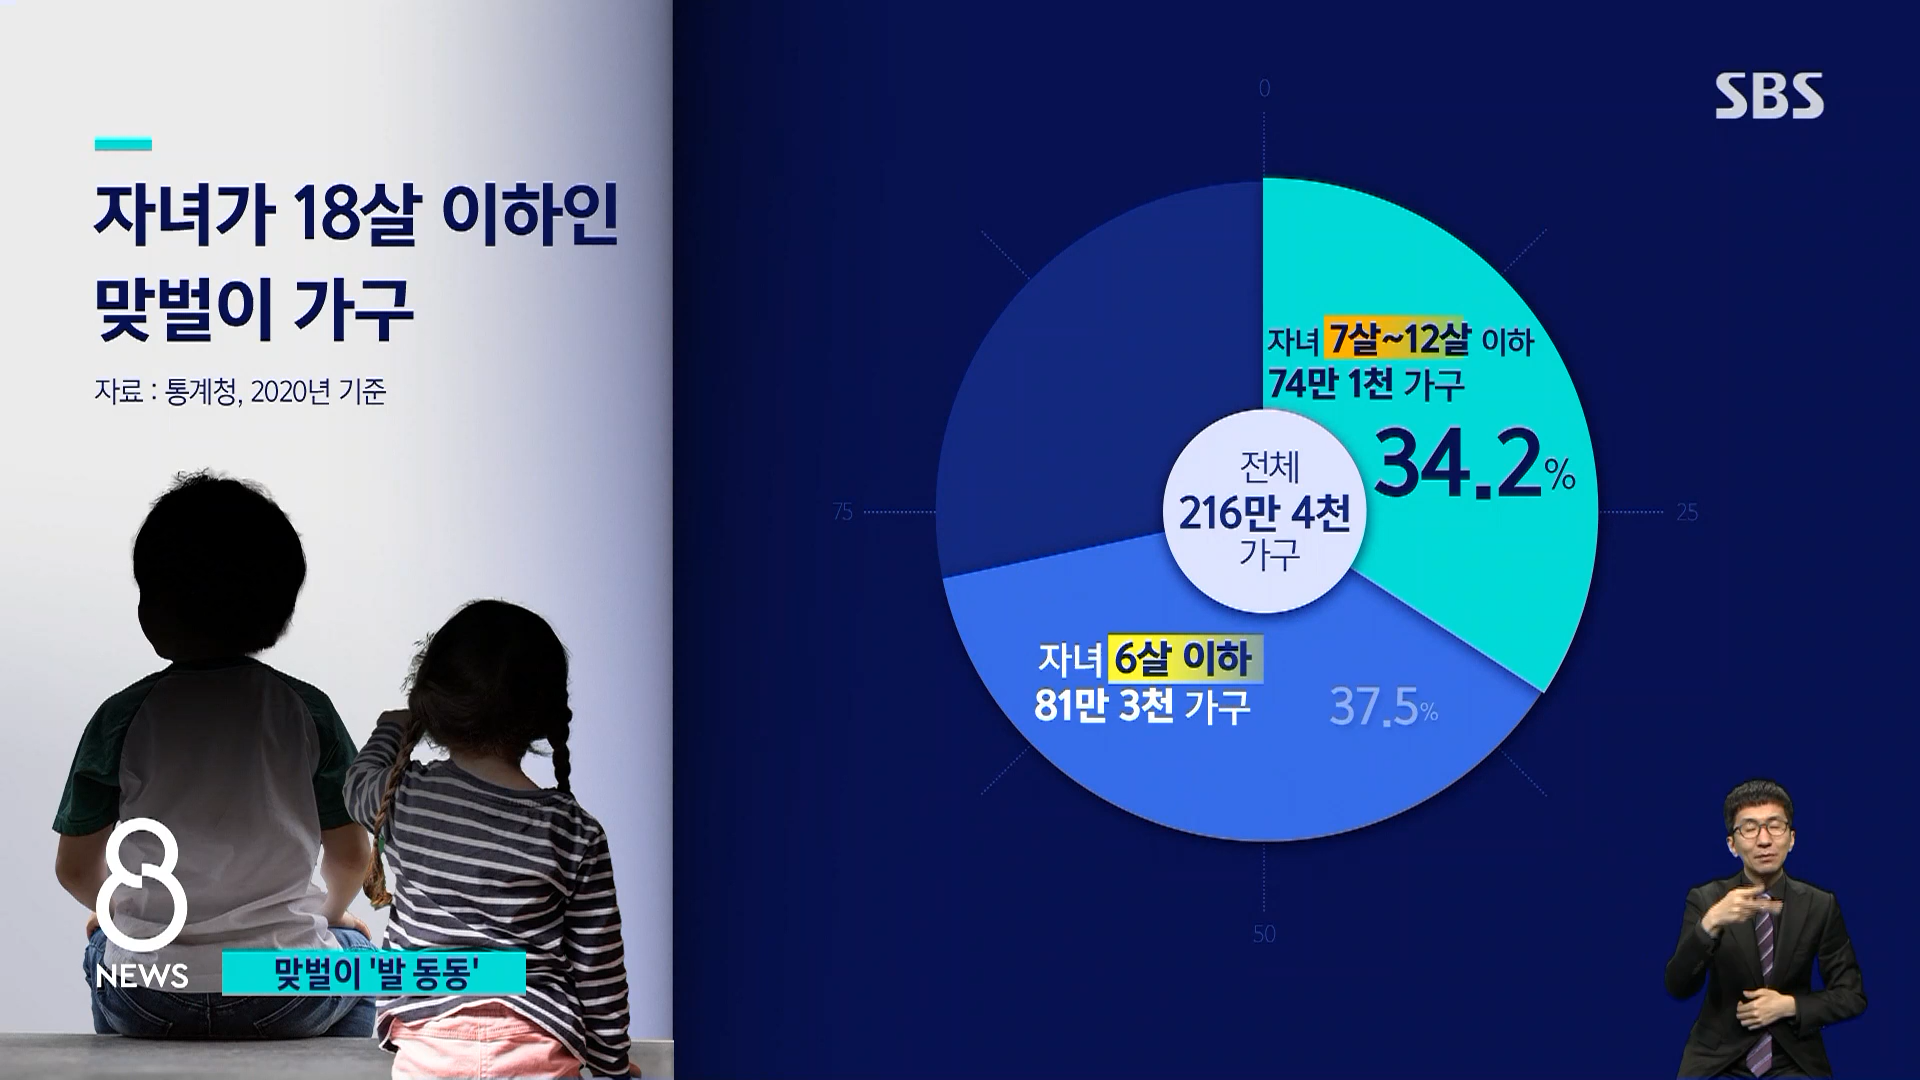 SBS
자녀가 18살 이하인
맞벌이 가구
자료 : 통계청, 2020년 기준
0
25
50
75
자녀 7살~12살 이하
74만 1천 가구
34.2%
전체
216만 4천
가구
자녀 6살 이하
81만 3천 가구
37.5%
8
NEWS
맞벌이 '발 동동'